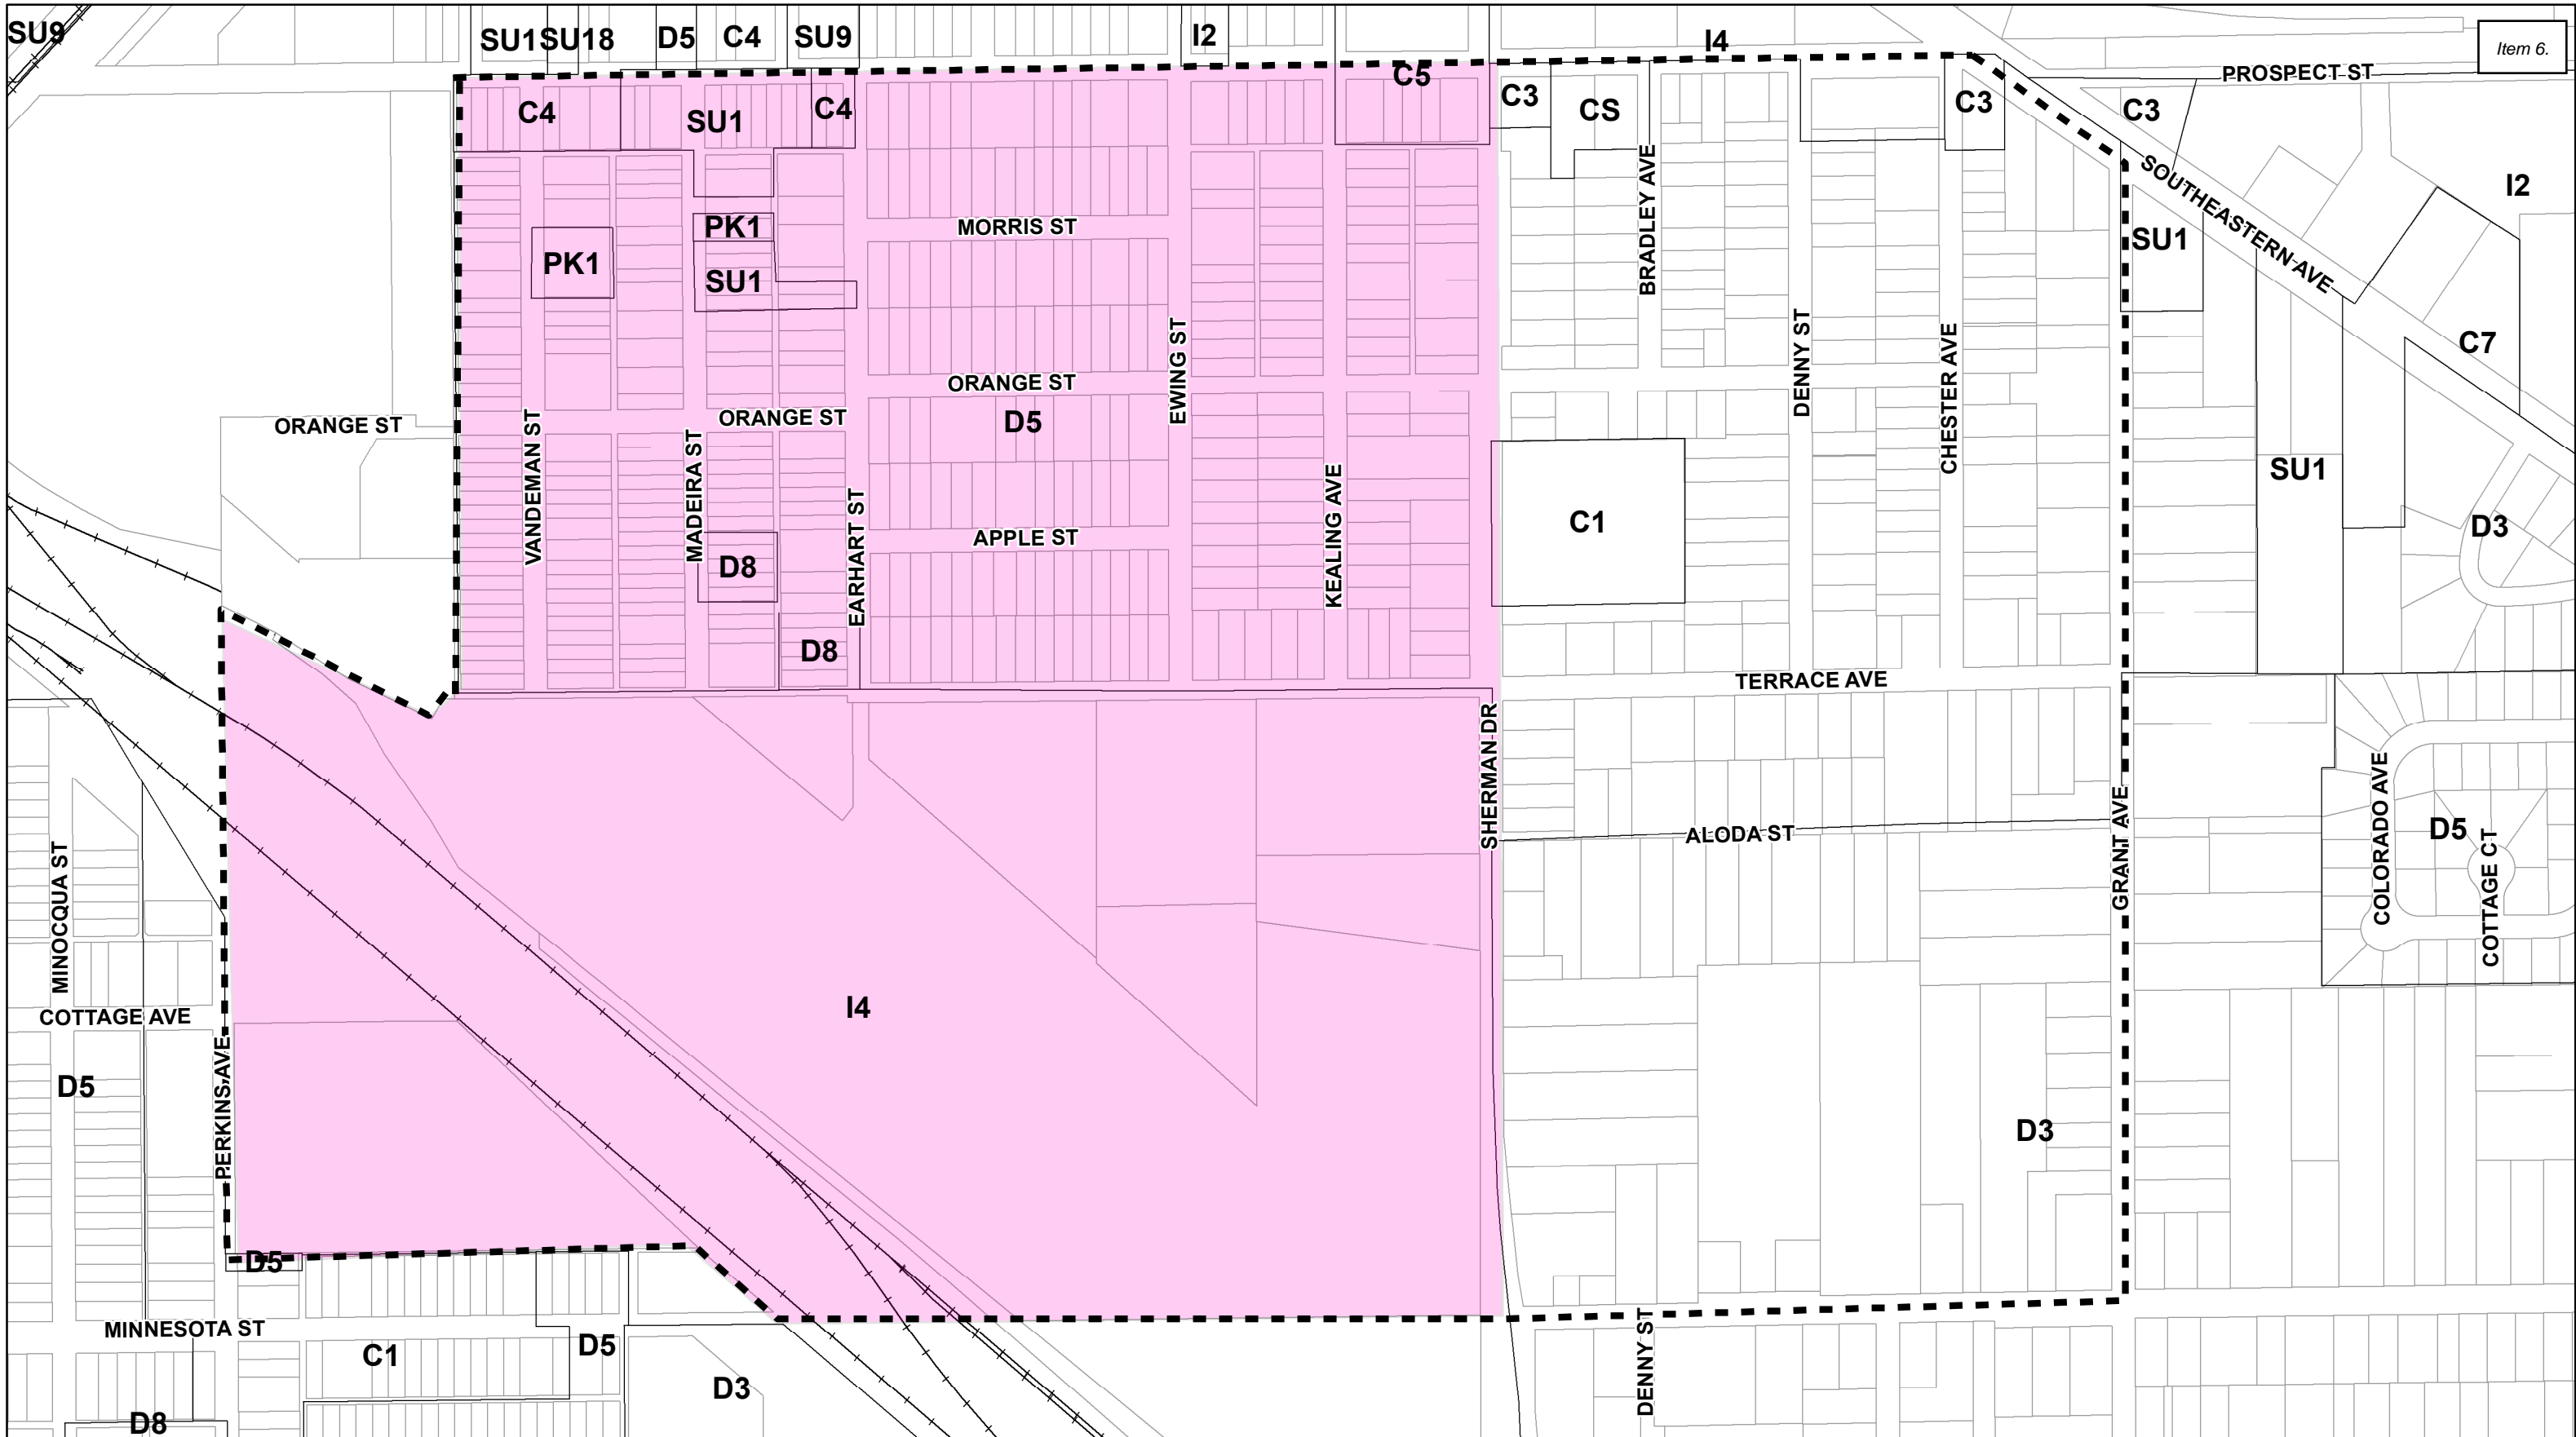 SU9
SU1
SU18
D5
C4
SU9
I2
I4
Item 6.
PROSPECT ST
C5
C4
SU1
C4
C3
CS
C3
C3
SOUTHEASTERN AVE
I2
BRADLEY AVE
PK1
MORRIS ST
SU1
PK1
SU1
C7
ORANGE ST
ORANGE ST
ORANGE ST
D5
EWING ST
DENNY ST
CHESTER AVE
VANDEMAN ST
MADEIRA ST
SU1
C1
D3
EARHART ST
APPLE ST
KEALING AVE
D8
D8
TERRACE AVE
SHERMAN DR
ALODA ST
GRANT AVE
COLORADO AVE
D5
COTTAGE CT
MINOCQUA ST
I4
COTTAGE AVE
D5
PERKINS AVE
D3
D5
MINNESOTA ST
C1
D5
D3
DENNY ST
D8